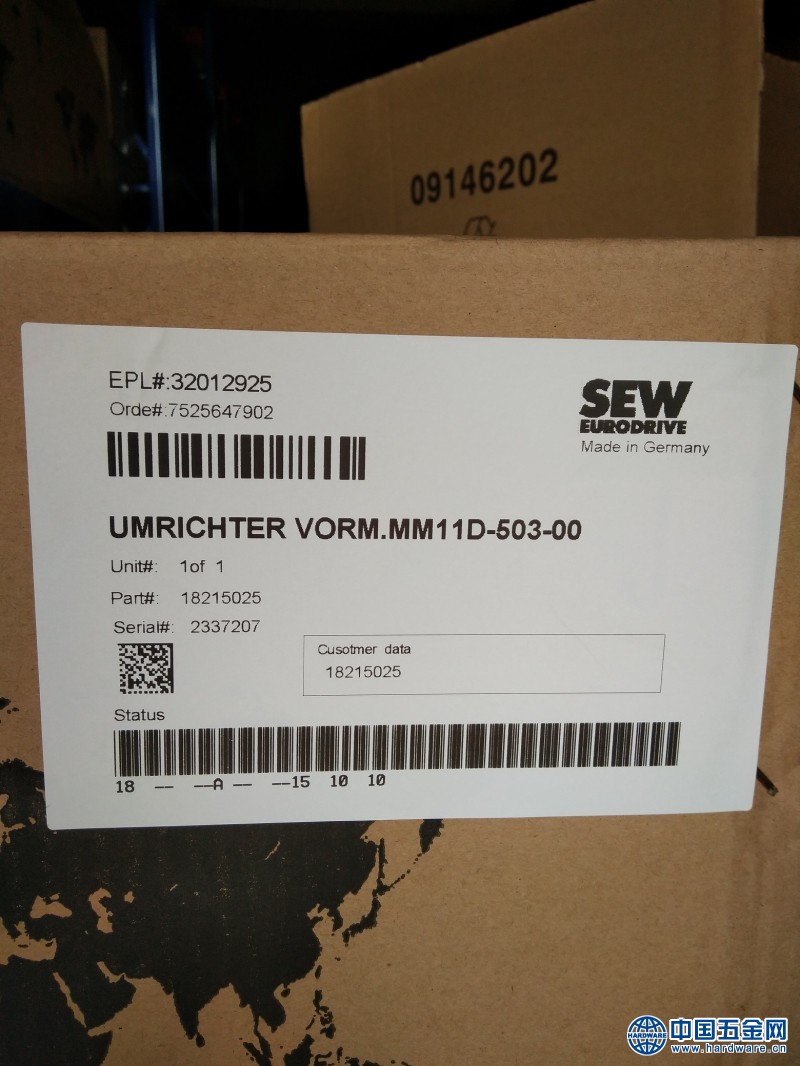 09146202
EPL#:32012925
Orde#:7525647902
SEW
EURODRIVE
Made in Germany
UMRICHTER VORM.MM11D-503-00
Unit#: 1of 1
Part#: 18215025
Serial#: 2337207
Cusotmer data
18215025
Status
18 -- --A -- --15 10 10
中国五金网
HARDWARE
www.hardware.cn